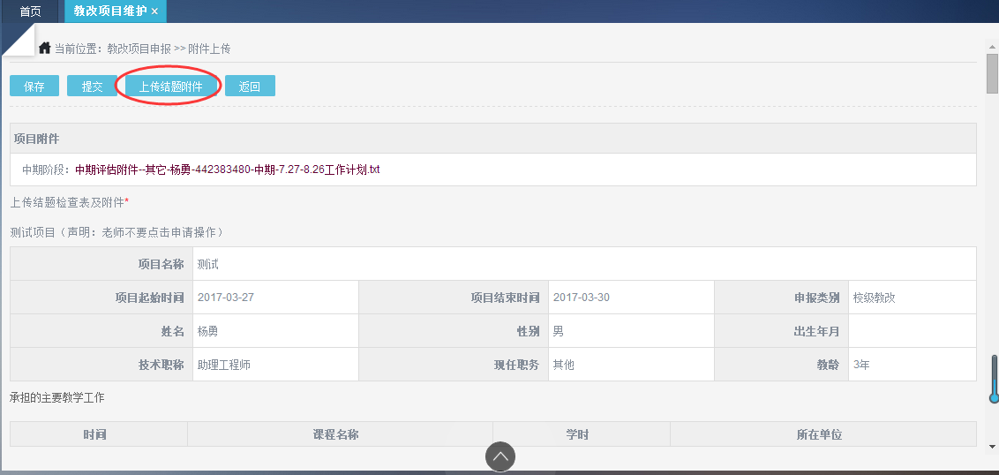 首页 教改项目维护 ×
当前位置：教改项目申报 >> 附件上传
保存 提交 上传结题附件 返回
项目附件
中期阶段：中期评估附件--其它-杨勇-442383480-中期-7.27-8.26工作计划.txt
上传结题检查表及附件*
测试项目（声明：老师不要点击申请操作）
项目名称 测试
项目起始时间 2017-03-27 项目结束时间 2017-03-30 申报类别 校级教改
姓名 杨勇 性别 男 出生年月
技术职称 助理工程师 现任职务 其他 教龄 3年
承担的主要教学工作
时间 课程名称 学时 所在单位